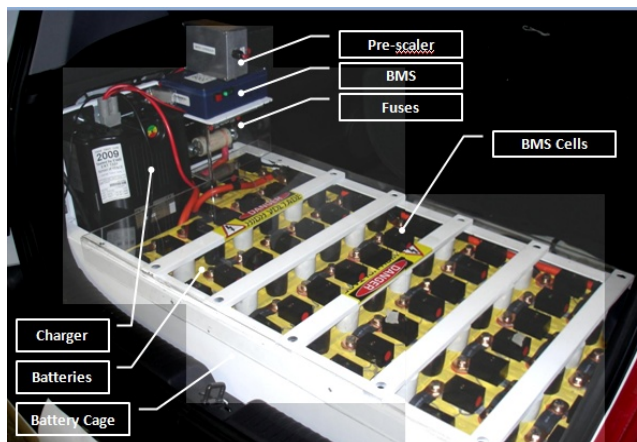 Pre-scaler
BMS
Fuses
BMS Cells
2009
DANGER
Charger
Batteries
Battery Cage